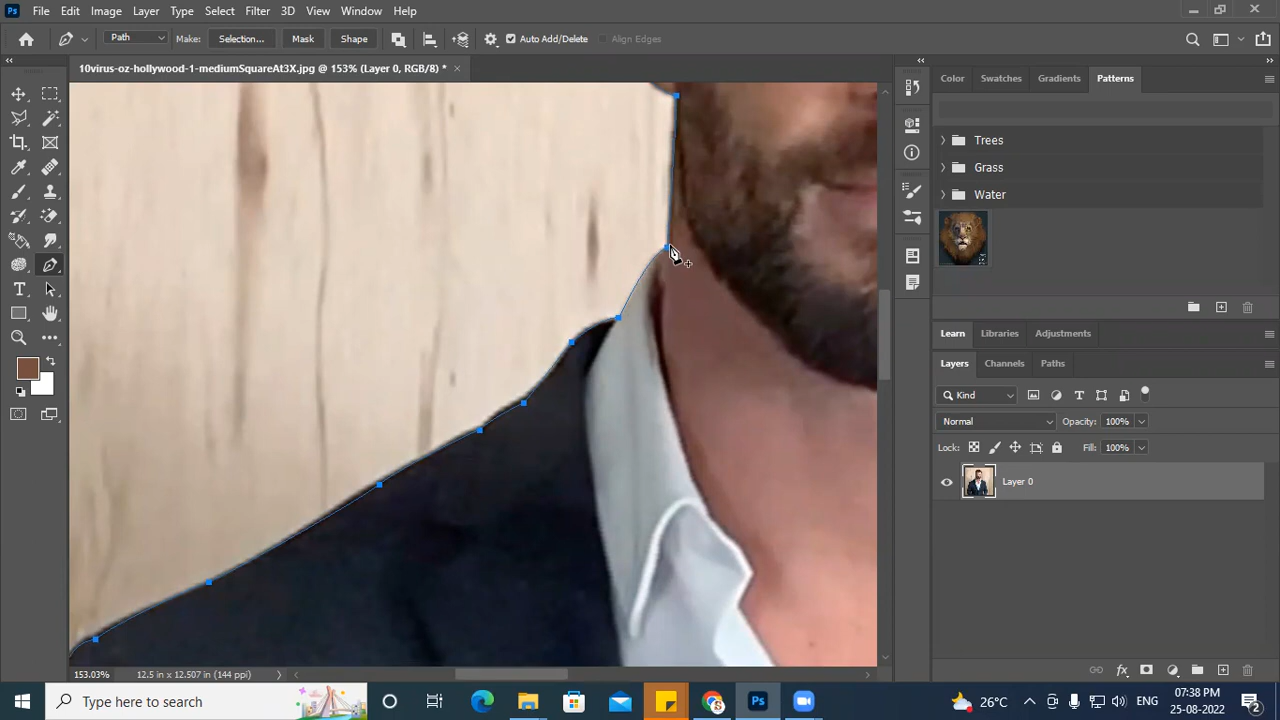 Ps File Edit Image Layer Type Select Filter 3D View Window Help
Path Make: Selection... Mask Shape Auto Add/Delete Align Edges
10virus-oz-hollywood-1-mediumSquareAt3X.jpg @ 153% (Layer 0, RGB/8) *
Color Swatches Gradients Patterns
Trees
Grass
Water
Learn Libraries Adjustments
Layers Channels Paths
Kind
Normal Opacity: 100%
Lock: Fill: 100%
Layer 0
153.03% 12.5 in x 12.507 in (144 ppi)
Type here to search
Ps
26°C
ENG
07:38 PM
25-08-2022
2